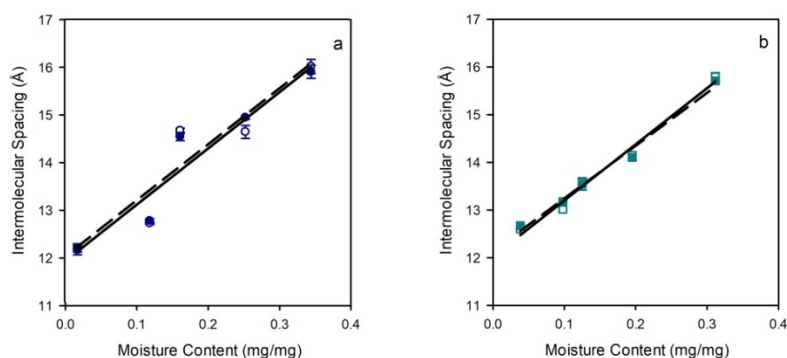 17
16
15
14
13
12
11
Intermolecular Spacing (Å)
a
0.0 0.1 0.2 0.3 0.4
Moisture Content (mg/mg)
17
16
15
14
13
12
11
Intermolecular Spacing (Å)
b
0.0 0.1 0.2 0.3 0.4
Moisture Content (mg/mg)